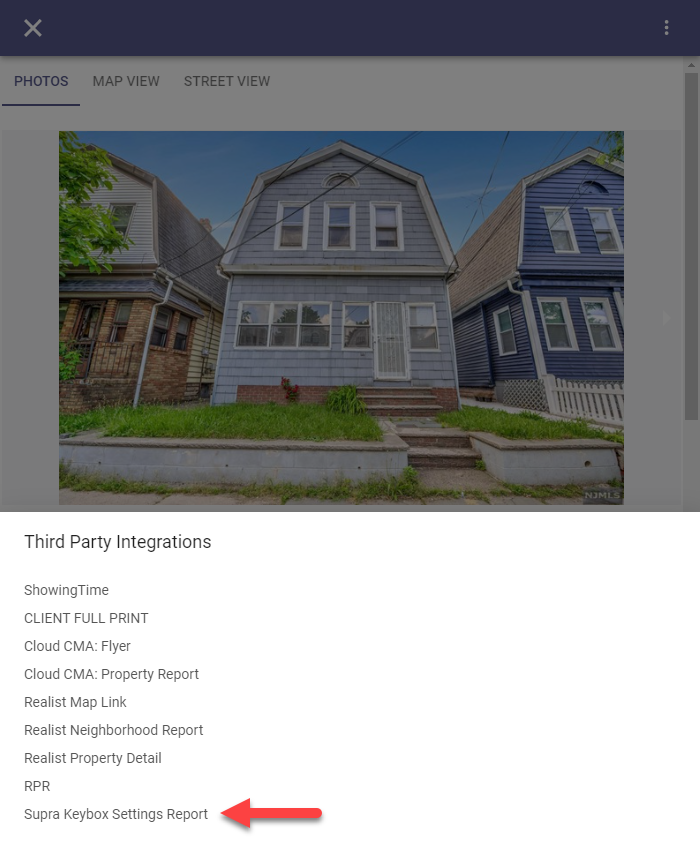 PHOTOS MAP VIEW STREET VIEW
NJMLS
Third Party Integrations
ShowingTime
CLIENT FULL PRINT
Cloud CMA: Flyer
Cloud CMA: Property Report
Realist Map Link
Realist Neighborhood Report
Realist Property Detail
RPR
Supra Keybox Settings Report